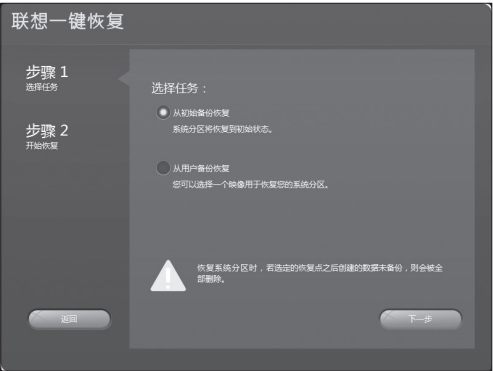 联想一键恢复
步骤 1
选择任务
步骤 2
开始恢复
选择任务：
从初始备份恢复
系统分区将恢复到初始状态。
从用户备份恢复
您可以选择一个映像用于恢复您的系统分区。
恢复系统分区时，若选定的恢复点之后创建的数据未备份，则会被全
部删除。
返回
下一步